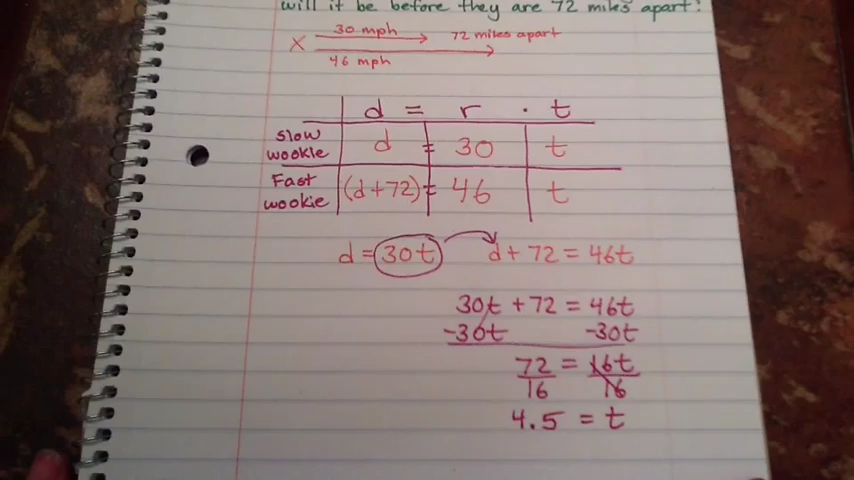 will it be before they are 72 miles apart?
30 mph 72 miles apart
X
46 mph
d = r · t
slow wookie d = 30 t
Fast wookie (d+72) = 46 t
d = 30t d + 72 = 46t
30t + 72 = 46t
-30t -30t
72 = 16t
16 16
4.5 = t